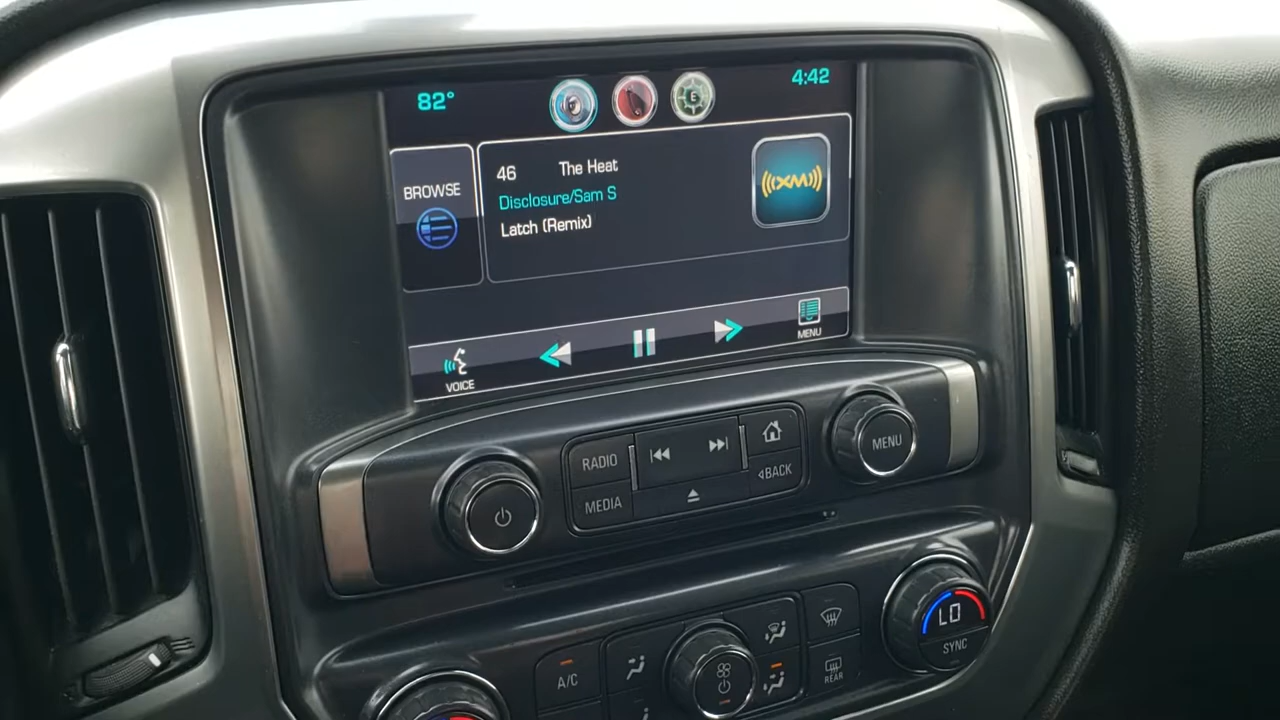 82°
E
4:42
BROWSE
46 The Heat
Disclosure/Sam S
Latch (Remix)
((XM))
VOICE
MENU
RADIO
MEDIA
BACK
MENU
A/C
REAR
LO
SYNC